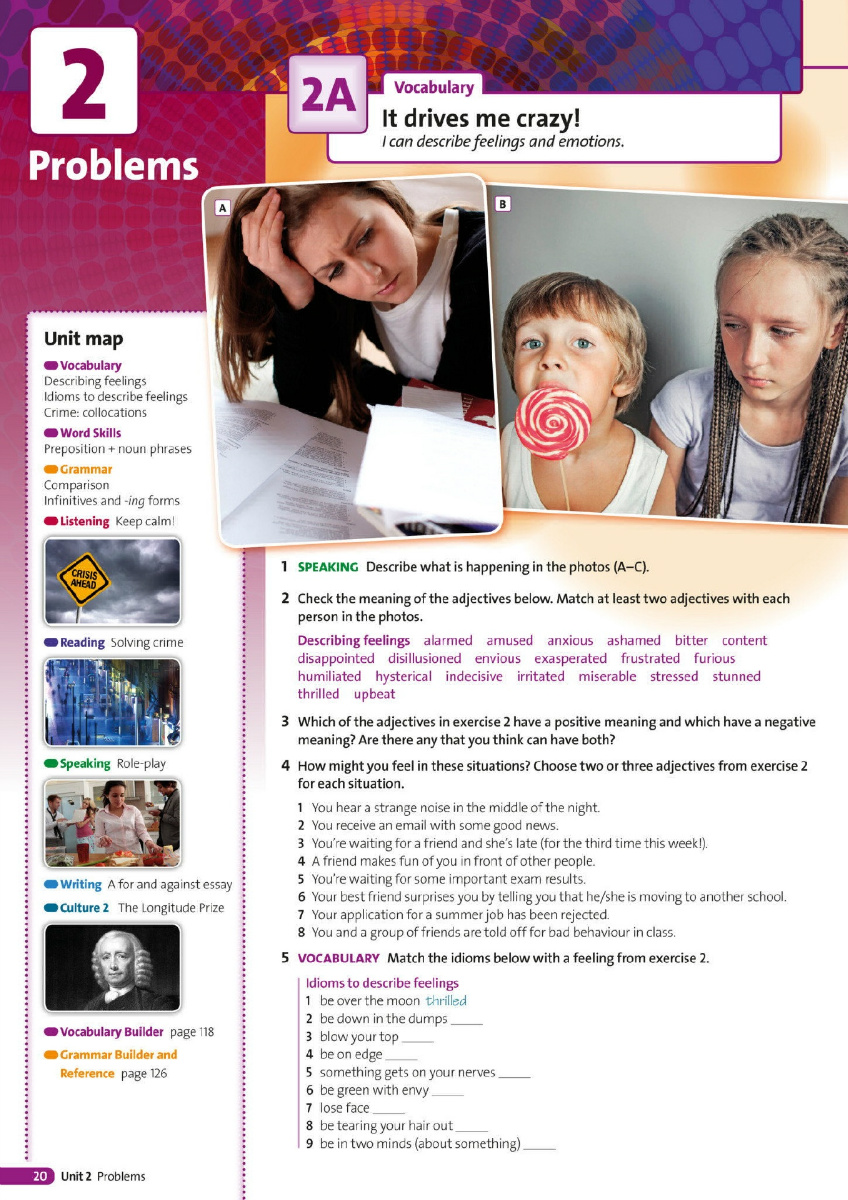 2
Problems
2A
Vocabulary
It drives me crazy!
I can describe feelings and emotions.
A
B
Unit map
Vocabulary
Describing feelings
Idioms to describe feelings
Crime: collocations
Word Skills
Preposition + noun phrases
Grammar
Comparison
Infinitives and -ing forms
Listening Keep calm!
CRISIS
AHEAD
Reading Solving crime
Speaking Role-play
Writing A for and against essay
Culture 2 The Longitude Prize
Vocabulary Builder page 118
Grammar Builder and
Reference page 126
1 SPEAKING Describe what is happening in the photos (A–C).
2 Check the meaning of the adjectives below. Match at least two adjectives with each
person in the photos.
Describing feelings alarmed amused anxious ashamed bitter content
disappointed disillusioned envious exasperated frustrated furious
humiliated hysterical indecisive irritated miserable stressed stunned
thrilled upbeat
3 Which of the adjectives in exercise 2 have a positive meaning and which have a negative
meaning? Are there any that you think can have both?
4 How might you feel in these situations? Choose two or three adjectives from exercise 2
for each situation.
1 You hear a strange noise in the middle of the night.
2 You receive an email with some good news.
3 You're waiting for a friend and she's late (for the third time this week!).
4 A friend makes fun of you in front of other people.
5 You're waiting for some important exam results.
6 Your best friend surprises you by telling you that he/she is moving to another school.
7 Your application for a summer job has been rejected.
8 You and a group of friends are told off for bad behaviour in class.
5 VOCABULARY Match the idioms below with a feeling from exercise 2.
Idioms to describe feelings
1 be over the moon thrilled
2 be down in the dumps _____
3 blow your top _____
4 be on edge _____
5 something gets on your nerves _____
6 be green with envy _____
7 lose face _____
8 be tearing your hair out _____
9 be in two minds (about something) _____
20 Unit 2 Problems